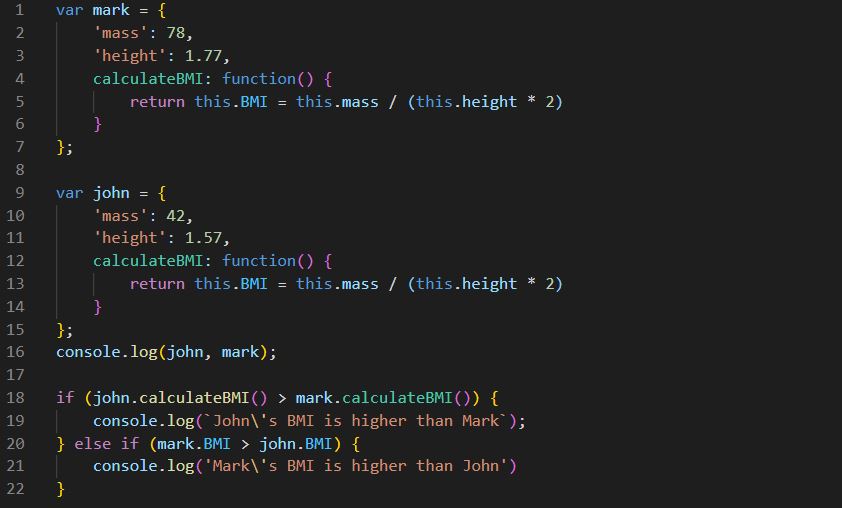 1 var mark = {
2     'mass': 78,
3     'height': 1.77,
4     calculateBMI: function() {
5         return this.BMI = this.mass / (this.height * 2)
6     }
7 };
8
9 var john = {
10     'mass': 42,
11     'height': 1.57,
12     calculateBMI: function() {
13         return this.BMI = this.mass / (this.height * 2)
14     }
15 };
16 console.log(john, mark);
17
18 if (john.calculateBMI() > mark.calculateBMI()) {
19     console.log(`John\'s BMI is higher than Mark`);
20 } else if (mark.BMI > john.BMI) {
21     console.log('Mark\'s BMI is higher than John')
22 }